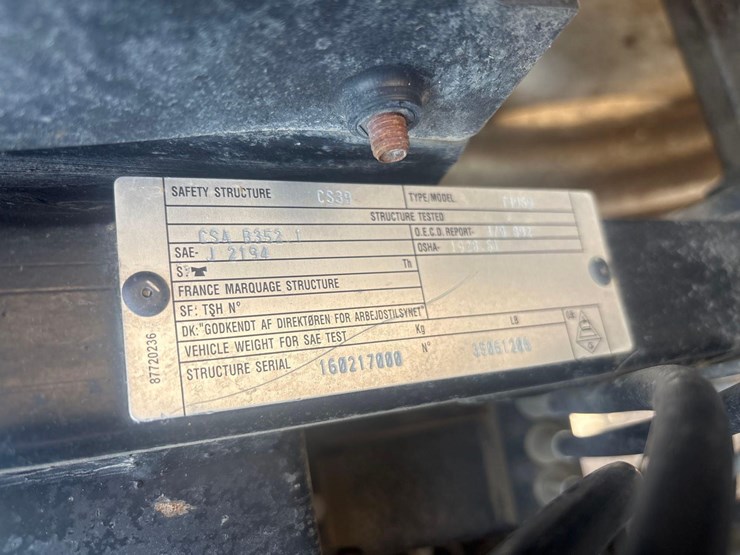 SAFETY STRUCTURE CS39 TYPE/MODEL
STRUCTURE TESTED
CSA B352.1 O.E.C.D. REPORT-
SAE- J 2194 OSHA-
S Th
FRANCE MARQUAGE STRUCTURE
SF: TSH N°
DK:"GODKENDT AF DIREKTØREN FOR ARBEJDSTILSYNET"
VEHICLE WEIGHT FOR SAE TEST Kg LB
STRUCTURE SERIAL 160217000 N°
87720236